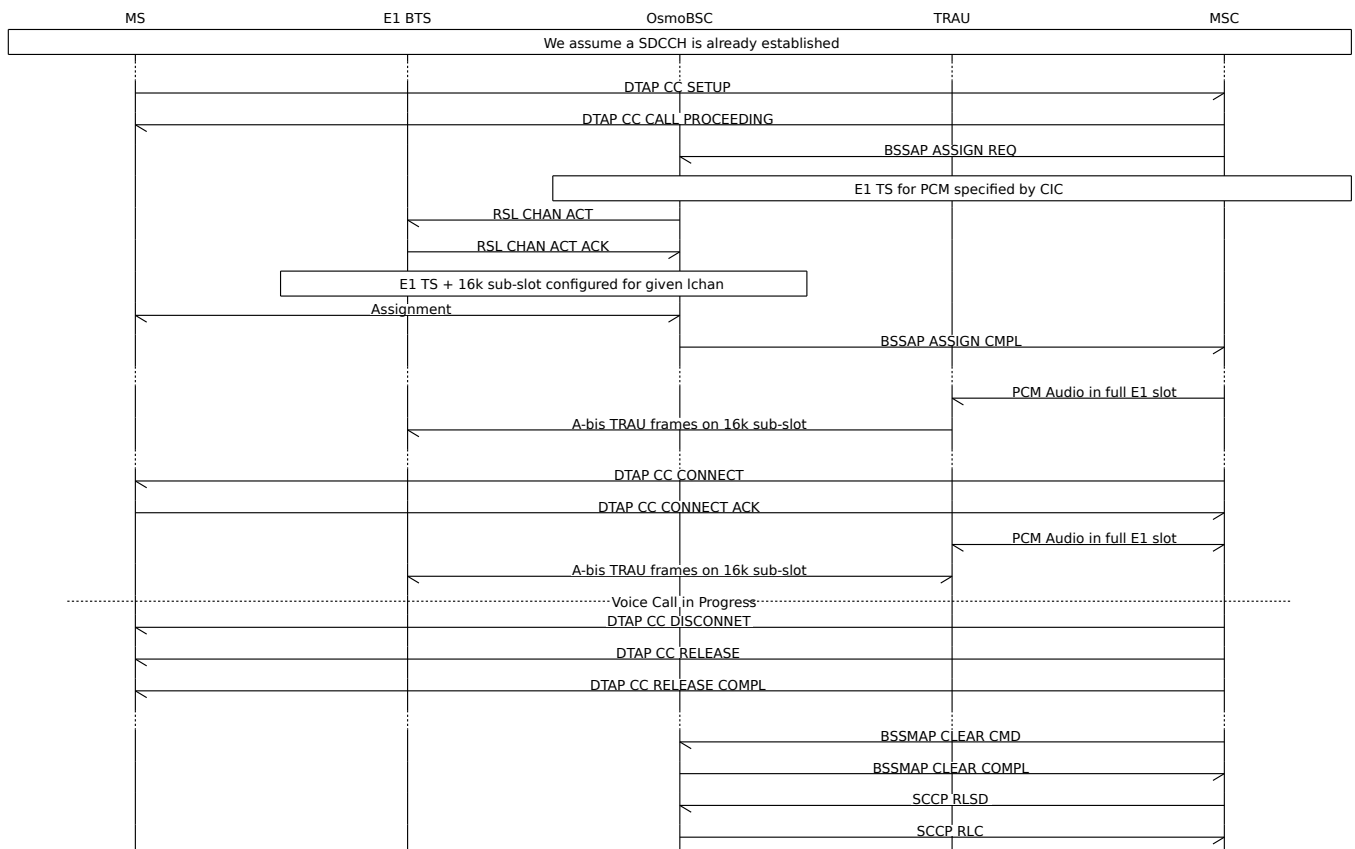 MS E1 BTS OsmoBSC TRAU MSC
We assume a SDCCH is already established
DTAP CC SETUP
DTAP CC CALL PROCEEDING
BSSAP ASSIGN REQ
E1 TS for PCM specified by CIC
RSL CHAN ACT
RSL CHAN ACT ACK
E1 TS + 16k sub-slot configured for given lchan
Assignment
BSSAP ASSIGN CMPL
PCM Audio in full E1 slot
A-bis TRAU frames on 16k sub-slot
DTAP CC CONNECT
DTAP CC CONNECT ACK
PCM Audio in full E1 slot
A-bis TRAU frames on 16k sub-slot
Voice Call in Progress
DTAP CC DISCONNET
DTAP CC RELEASE
DTAP CC RELEASE COMPL
BSSMAP CLEAR CMD
BSSMAP CLEAR COMPL
SCCP RLSD
SCCP RLC